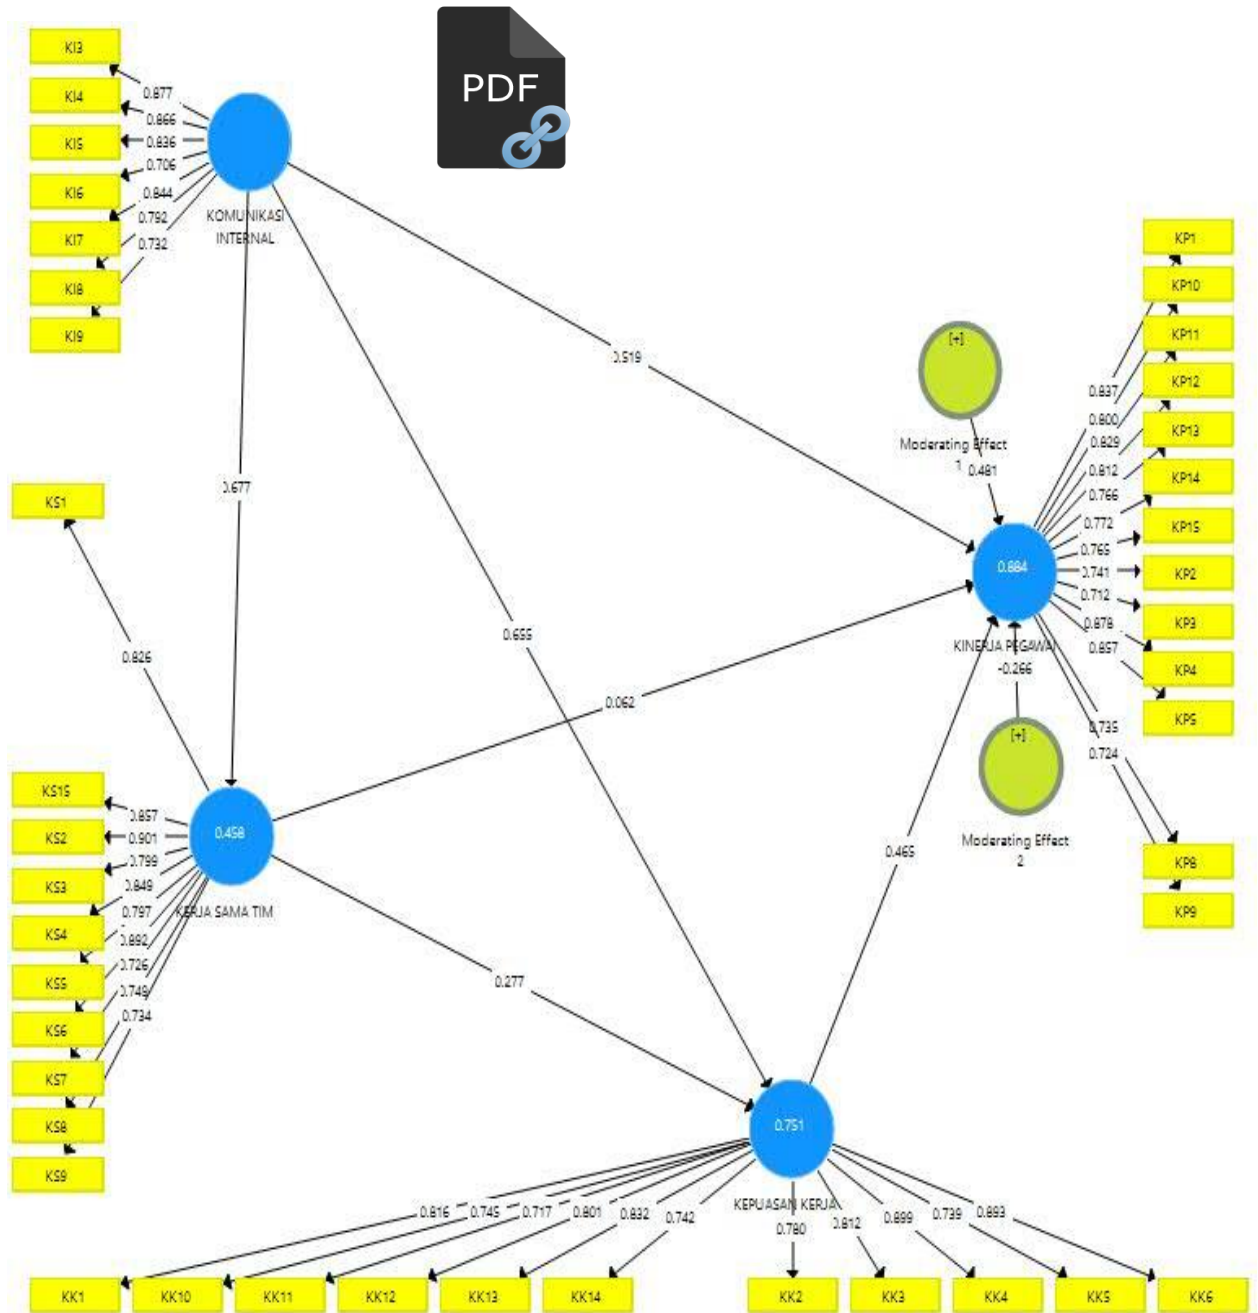 PDF
KI3
KI4
KI5
KI6
KI7
KI8
KI9
0.877
0.866
0.836
0.706
0.844
0.792
0.732
KOMUNIKASI
INTERNAL
0.519
0.677
0.655
KS1
0.826
KS15
KS2
KS3
KS4
KS5
KS6
KS7
KS8
KS9
0.857
0.901
0.799
0.849
0.797
0.892
0.726
0.749
0.734
0.458
KERJA SAMA TIM
0.062
0.277
[+]
Moderating Effect
1
0.481
0.884
KINERJA PEGAWAI
-0.266
[+]
Moderating Effect
2
0.465
KP1
KP10
KP11
KP12
KP13
KP14
KP15
KP2
KP3
KP4
KP5
KP8
KP9
0.837
0.800
0.829
0.812
0.766
0.772
0.765
0.741
0.712
0.878
0.857
0.735
0.724
0.751
KEPUASAN KERJA
0.816
0.745
0.717
0.801
0.832
0.742
0.780
0.812
0.899
0.739
0.893
KK1
KK10
KK11
KK12
KK13
KK14
KK2
KK3
KK4
KK5
KK6